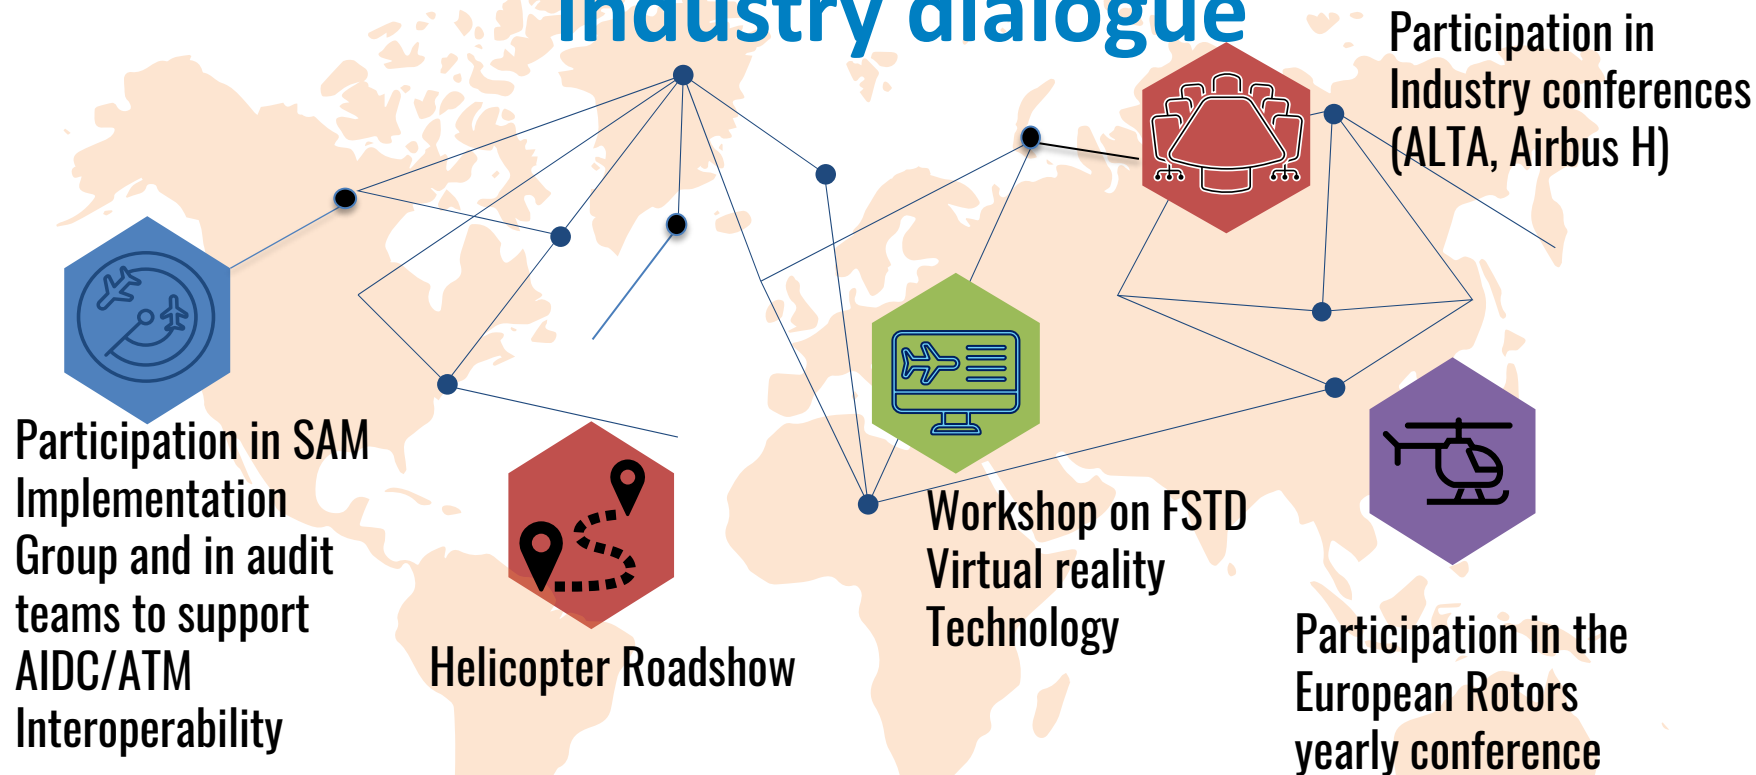 Industry dialogue
Participation in
Industry conferences
(ALTA, Airbus H)
Participation in SAM
Implementation
Group and in audit
teams to support
AIDC/ATM
Interoperability
Helicopter Roadshow
Workshop on FSTD
Virtual reality
Technology
Participation in the
European Rotors
yearly conference